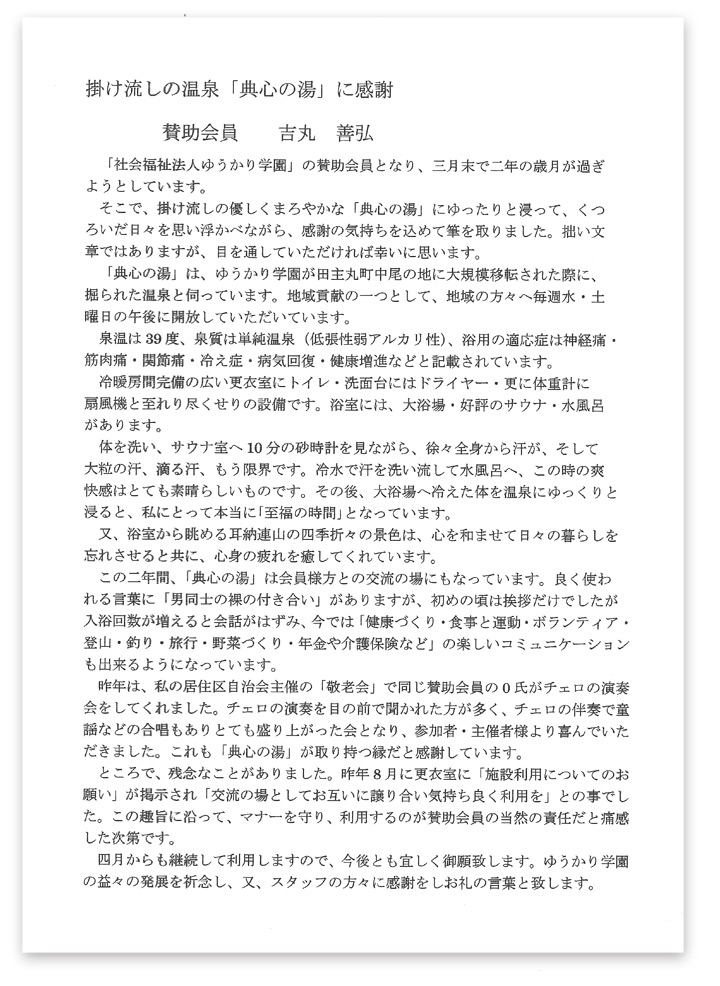 掛け流しの温泉「典心の湯」に感謝
賛助会員　　吉丸　善弘
「社会福祉法人ゆうかり学園」の賛助会員となり、三月末で二年の歳月が過ぎ
ようとしています。
そこで、掛け流しの優しくまろやかな「典心の湯」にゆったりと浸って、くつ
ろいだ日々を思い浮かべながら、感謝の気持ちを込めて筆を取りました。拙い文
章ではありますが、目を通していただければ幸いに思います。
「典心の湯」は、ゆうかり学園が田主丸町中尾の地に大規模移転された際に、
掘られた温泉と伺っています。地域貢献の一つとして、地域の方々へ毎週水・土
曜日の午後に開放していただいています。
泉温は 39 度、泉質は単純温泉（低張性弱アルカリ性）、浴用の適応症は神経痛・
筋肉痛・関節痛・冷え症・病気回復・健康増進などと記載されています。
冷暖房間完備の広い更衣室にトイレ・洗面台にはドライヤー・更に体重計に
扇風機と至れり尽くせりの設備です。浴室には、大浴場・好評のサウナ・水風呂
があります。
体を洗い、サウナ室へ 10 分の砂時計を見ながら、徐々全身から汗が、そして
大粒の汗、滴る汗、もう限界です。冷水で汗を洗い流して水風呂へ、この時の爽
快感はとても素晴らしいものです。その後、大浴場へ冷えた体を温泉にゆっくりと
浸ると、私にとって本当に「至福の時間」となっています。
又、浴室から眺める耳納連山の四季折々の景色は、心を和ませて日々の暮らしを
忘れさせると共に、心身の疲れを癒してくれています。
この二年間、「典心の湯」は会員様方との交流の場にもなっています。良く使わ
れる言葉に「男同士の裸の付き合い」がありますが、初めの頃は挨拶だけでしたが
入浴回数が増えると会話がはずみ、今では「健康づくり・食事と運動・ボランティア・
登山・釣り・旅行・野菜づくり・年金や介護保険など」の楽しいコミュニケーション
も出来るようになっています。
昨年は、私の居住区自治会主催の「敬老会」で同じ賛助会員の O 氏がチェロの演奏
会をしてくれました。チェロの演奏を目の前で聞かれた方が多く、チェロの伴奏で童
謡などの合唱もありとても盛り上がった会となり、参加者・主催者様より喜んでいた
だきました。これも「典心の湯」が取り持つ縁だと感謝しています。
ところで、残念なことがありました。昨年 8 月に更衣室に「施設利用についてのお
願い」が掲示され「交流の場としてお互いに譲り合い気持ち良く利用を」との事でし
た。この趣旨に沿って、マナーを守り、利用するのが賛助会員の当然の責任だと痛感
した次第です。
四月からも継続して利用しますので、今後とも宜しく御願致します。ゆうかり学園
の益々の発展を祈念し、又、スタッフの方々に感謝をしお礼の言葉と致します。